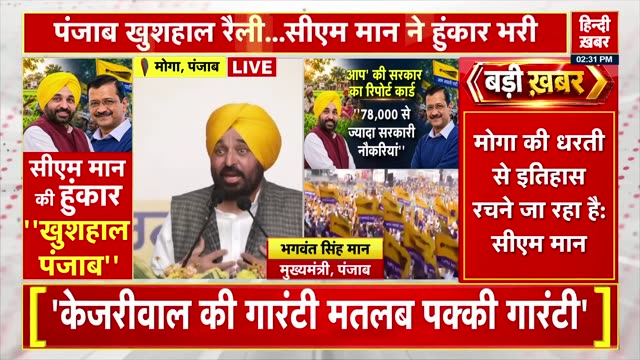 पंजाब खुशहाल रैली...सीएम मान ने हुंकार भरी
हिन्दी
ख़बर
02:31 PM
मोगा, पंजाब
LIVE
सीएम मान
की हुंकार
''खुशहाल
पंजाब''
आप' की सरकार
का रिपोर्ट कार्ड
''78,000 से
ज्यादा सरकारी
नौकरियां''
भगवंत सिंह मान
मुख्यमंत्री, पंजाब
बड़ी ख़बर
मोगा की धरती
से इतिहास
रचने जा रहा है:
सीएम मान
'केजरीवाल की गारंटी मतलब पक्की गारंटी'